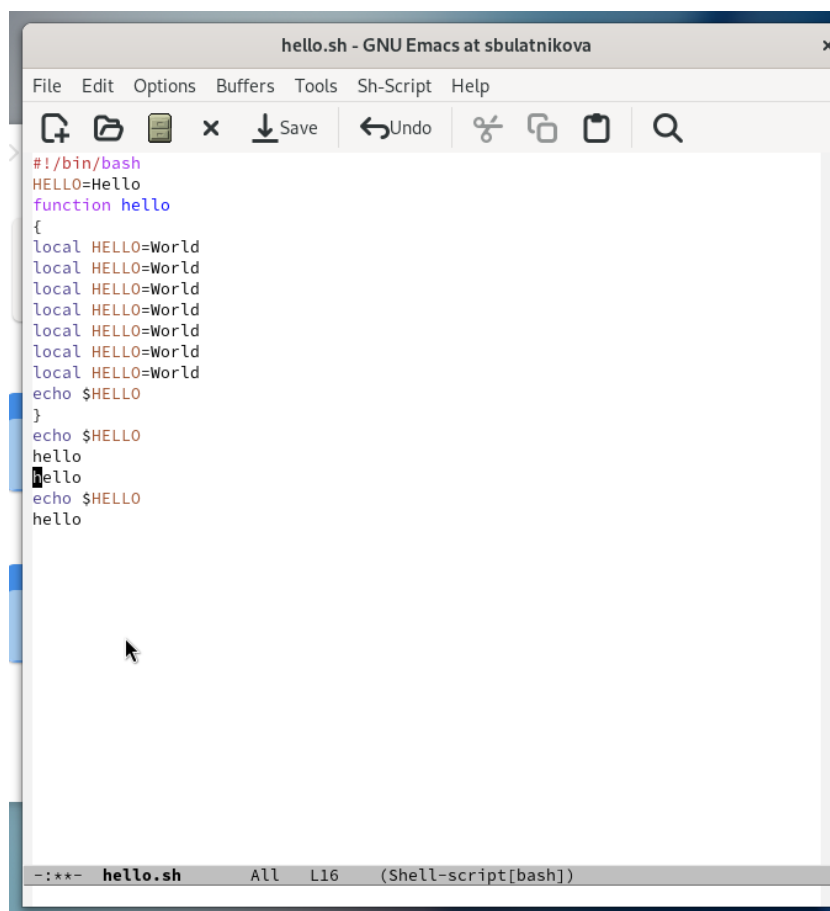 hello.sh - GNU Emacs at sbulatnikova
File Edit Options Buffers Tools Sh-Script Help
Save Undo
#!/bin/bash
HELLO=Hello
function hello
{
local HELLO=World
local HELLO=World
local HELLO=World
local HELLO=World
local HELLO=World
local HELLO=World
local HELLO=World
echo $HELLO
}
echo $HELLO
hello
hello
echo $HELLO
hello
-:**- hello.sh All L16 (Shell-script[bash])